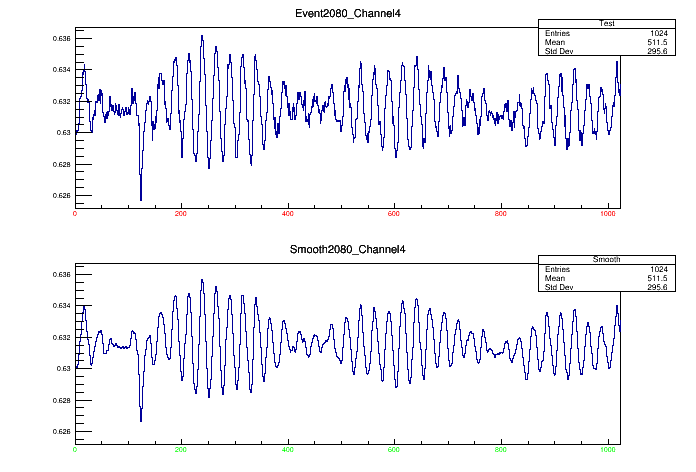 Event2080_Channel4
Test
Entries 1024
Mean 511.5
Std Dev 295.6
0.636
0.634
0.632
0.63
0.628
0.626
0 200 400 600 800 1000
Smooth2080_Channel4
Smooth
Entries 1024
Mean 511.5
Std Dev 295.6
0.636
0.634
0.632
0.63
0.628
0.626
0 200 400 600 800 1000